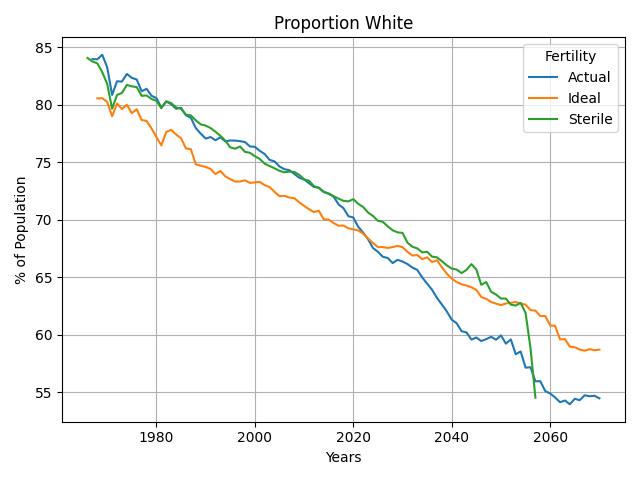 Proportion White
Fertility
Actual
Ideal
Sterile
% of Population
85
80
75
70
65
60
55
1980
2000
2020
2040
2060
Years